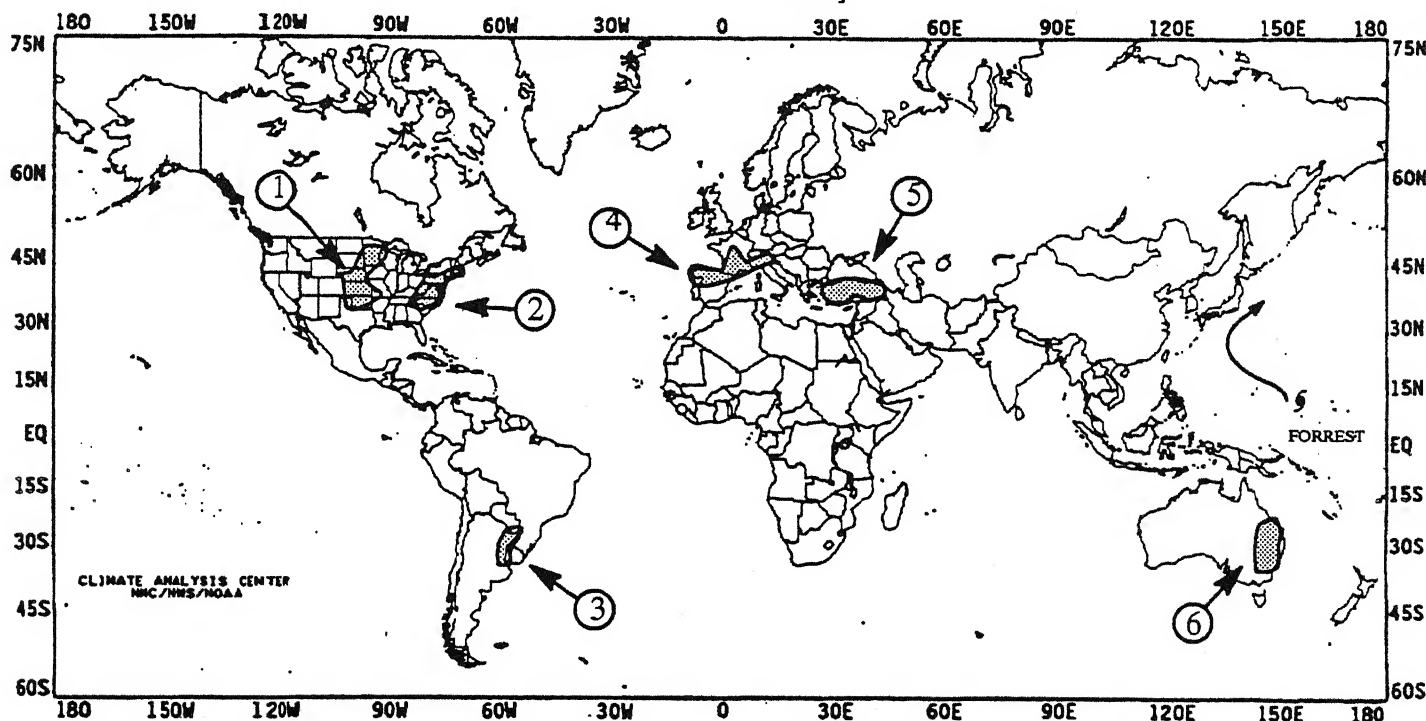 180 150W 120W 90W 60W 30W 0 30E 60E 90E 120E 150E 180
75N 75N
60N 60N
1
5
4
45N 45N
2
30N 30N
15N 15N
EQ FORREST EQ
15S 15S
30S 30S
CLIMATE ANALYSIS CENTER
NMC/NWS/NOAA
3
6
45S 45S
60S 60S
180 150W 120W 90W 60W 30W 0 30E 60E 90E 120E 150E 180